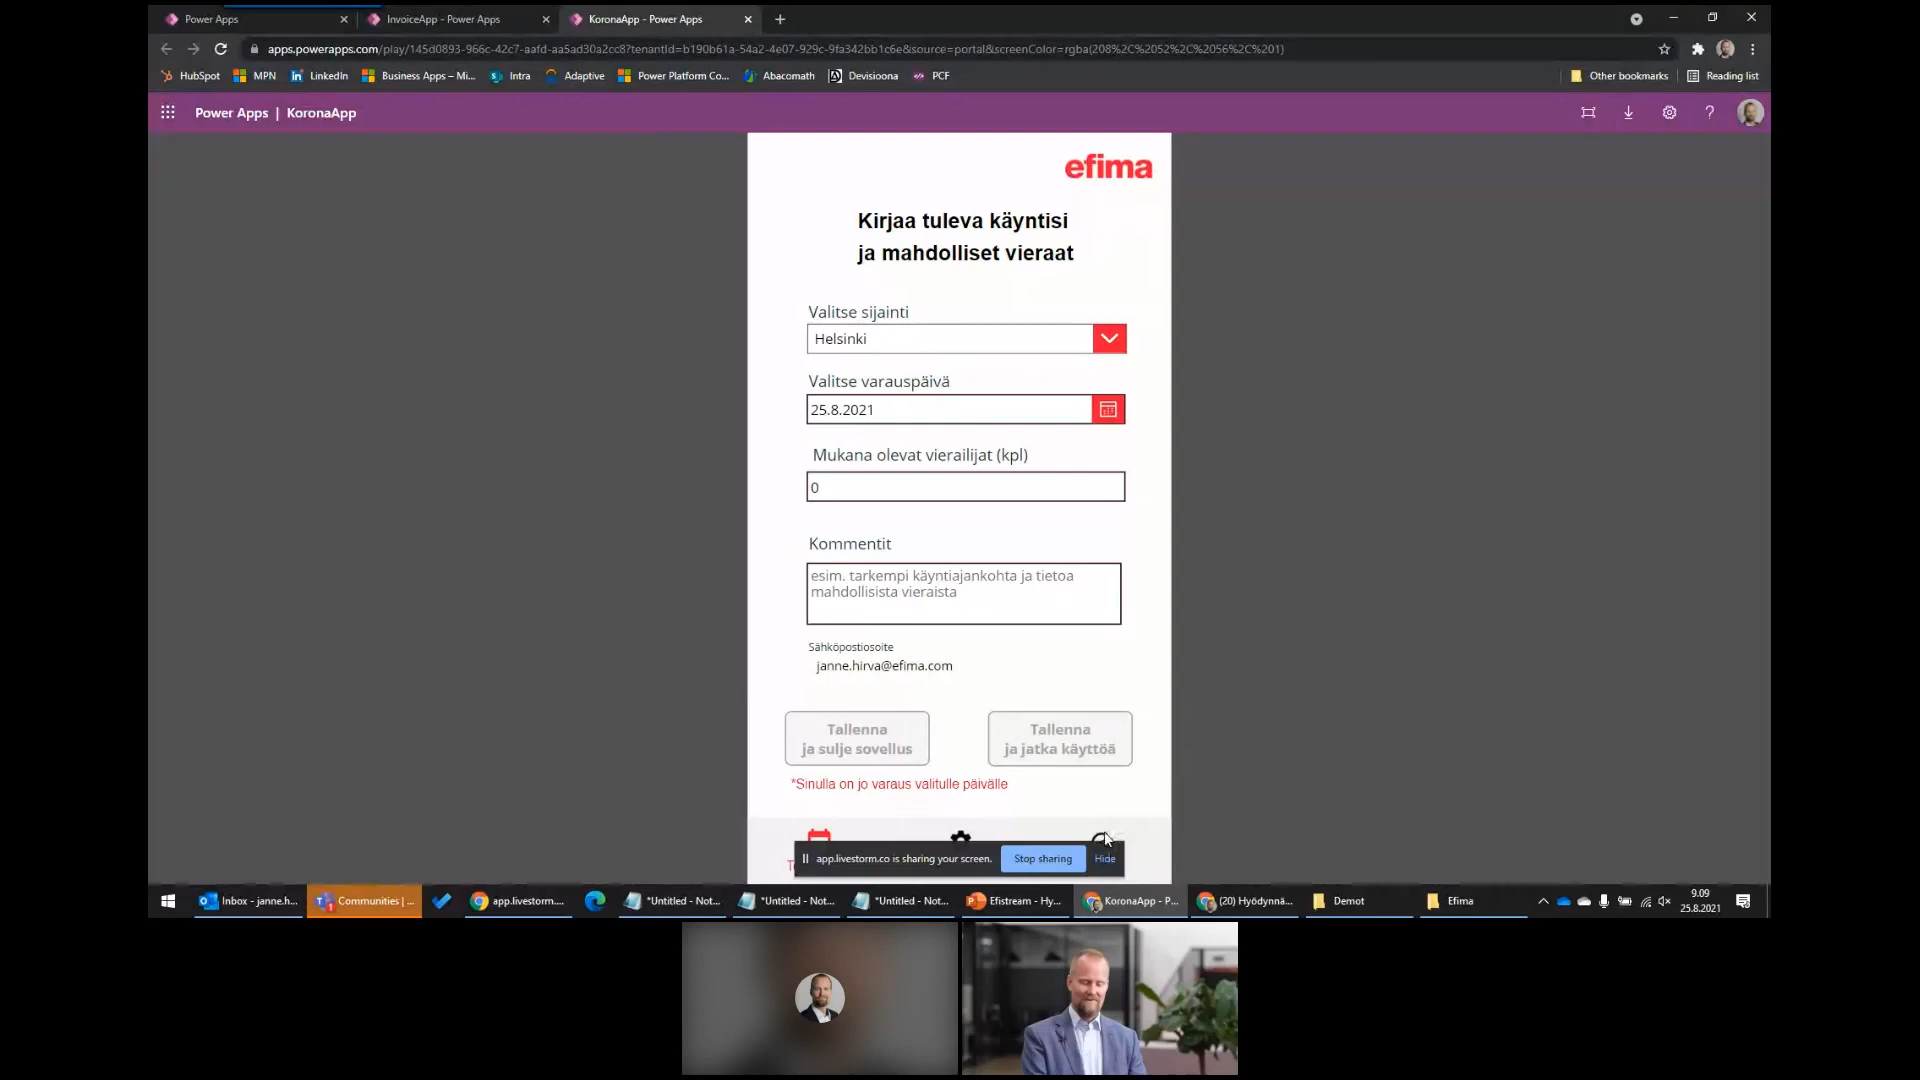 Power Apps
InvoiceApp - Power Apps
KoronaApp - Power Apps
apps.powerapps.com/play/145d0893-966c-42c7-aafd-aa5ad30a2cc8?tenantId=b190b61a-54a2-4e07-929c-9fa342bb1c6e&source=portal&screenColor=rgba(208%2C%2052%2C%2056%2C%201)
HubSpot
MPN
LinkedIn
Business Apps – Mi...
Intra
Adaptive
Power Platform Co...
Abacomath
Devisioona
PCF
Other bookmarks
Reading list
Power Apps | KoronaApp
efima
Kirjaa tuleva käyntisi
ja mahdolliset vieraat
Valitse sijainti
Helsinki
Valitse varauspäivä
25.8.2021
Mukana olevat vierailijat (kpl)
0
Kommentit
esim. tarkempi käyntiajankohta ja tietoa
mahdollisista vieraista
Sähköpostiosoite
janne.hirva@efima.com
Tallenna
ja sulje sovellus
Tallenna
ja jatka käyttöä
*Sinulla on jo varaus valitulle päivälle
app.livestorm.co is sharing your screen.
Stop sharing
Hide
Inbox - janne.h...
Communities | ...
app.livestorm....
*Untitled - Not...
*Untitled - Not...
*Untitled - Not...
Efistream - Hy...
KoronaApp - P...
(20) Hyödynnä...
Demot
Efima
9.09
25.8.2021